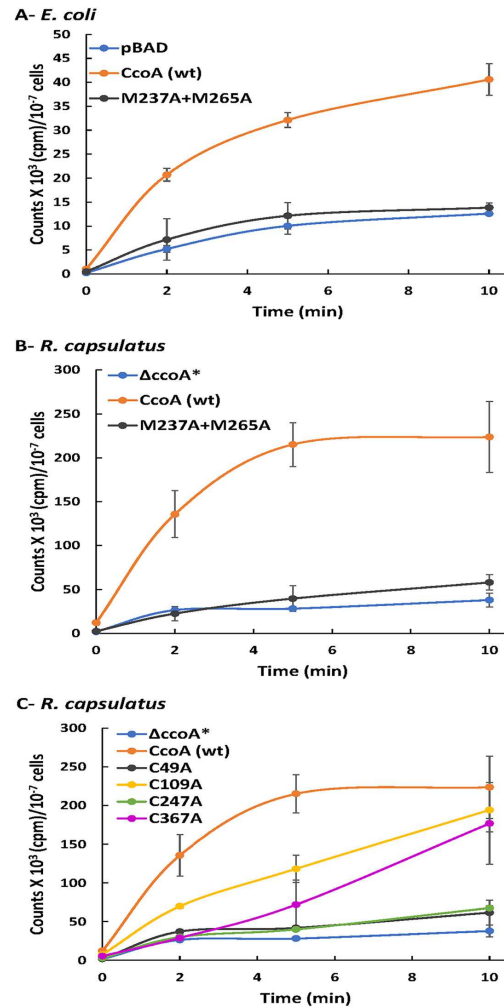 A- E. coli
pBAD
CcoA (wt)
M237A+M265A
Counts X 10³ (cpm)/10⁻⁷ cells
50
45
40
35
30
25
20
15
10
5
0
0 2 4 6 8 10
Time (min)
B- R. capsulatus
ΔccoA*
CcoA (wt)
M237A+M265A
Counts X 10³ (cpm)/10⁻⁷ cells
300
250
200
150
100
50
0
0 2 4 6 8 10
Time (min)
C- R. capsulatus
ΔccoA*
CcoA (wt)
C49A
C109A
C247A
C367A
Counts X 10³ (cpm)/10⁻⁷ cells
300
250
200
150
100
50
0
0 2 4 6 8 10
Time (min)